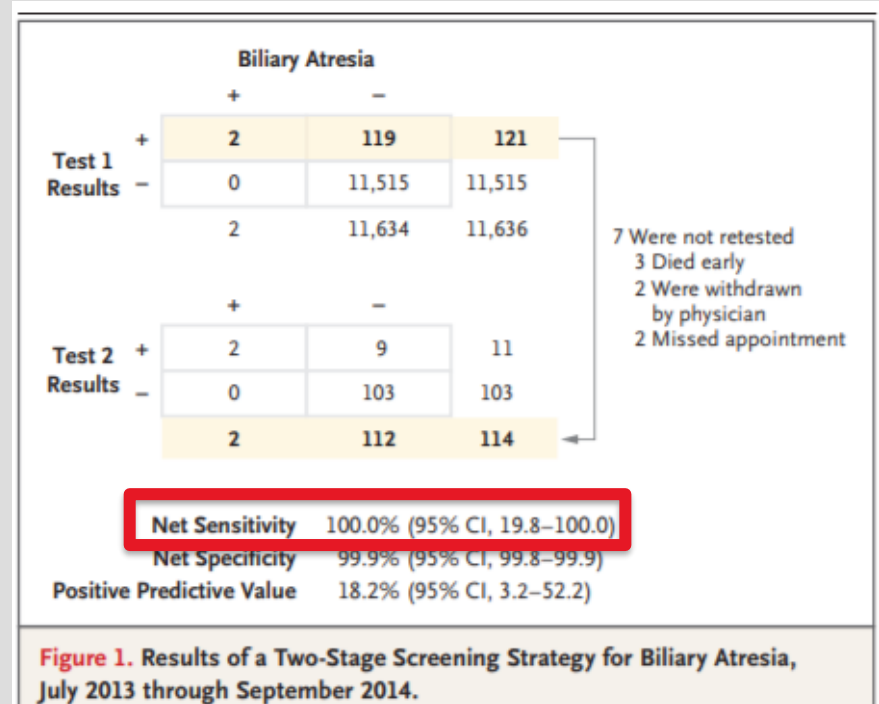 Biliary Atresia
+ −
Test 1 Results
+ 2 119 121
− 0 11,515 11,515
2 11,634 11,636
7 Were not retested
3 Died early
2 Were withdrawn
by physician
2 Missed appointment
+ −
Test 2 Results
+ 2 9 11
− 0 103 103
2 112 114
Net Sensitivity 100.0% (95% CI, 19.8–100.0)
Net Specificity 99.9% (95% CI, 99.8–99.9)
Positive Predictive Value 18.2% (95% CI, 3.2–52.2)
Figure 1. Results of a Two-Stage Screening Strategy for Biliary Atresia,
July 2013 through September 2014.